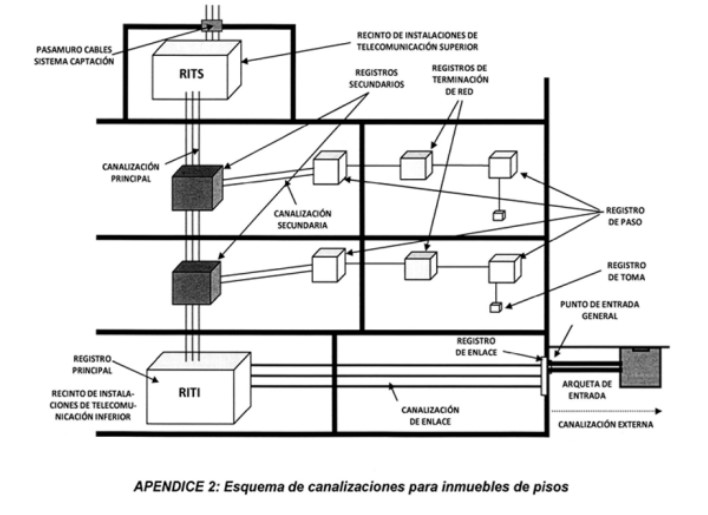 PASAMURO CABLES
SISTEMA CAPTACIÓN
RECINTO DE INSTALACIONES DE
TELECOMUNICACIÓN SUPERIOR
RITS
REGISTROS
SECUNDARIOS
REGISTROS DE
TERMINACIÓN
DE RED
CANALIZACIÓN
PRINCIPAL
CANALIZACIÓN
SECUNDARIA
REGISTRO
DE PASO
REGISTRO
DE TOMA
PUNTO DE ENTRADA
GENERAL
REGISTRO
DE ENLACE
REGISTRO
PRINCIPAL
RITI
RECINTO DE INSTALA-
CIONES DE TELECOMU-
NICACIÓN INFERIOR
CANALIZACIÓN
DE ENLACE
ARQUETA DE
ENTRADA
CANALIZACIÓN EXTERNA
APENDICE 2: Esquema de canalizaciones para inmuebles de pisos